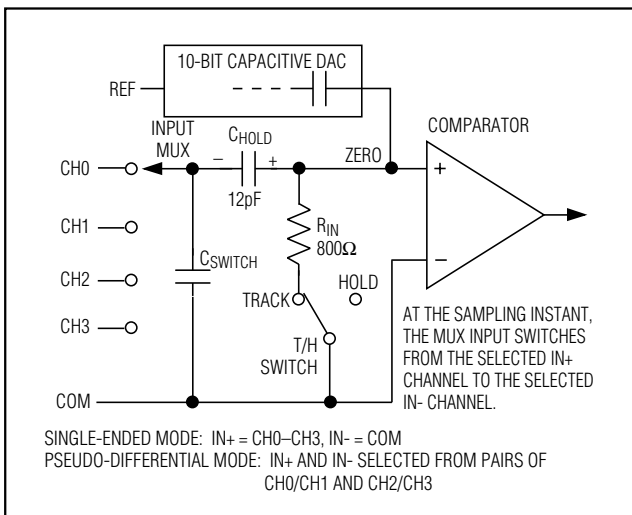 10-BIT CAPACITIVE DAC
REF
INPUT
MUX
CHOLD
– +
12pF
ZERO
COMPARATOR
CH0
CH1
CH2
CH3
COM
CSWITCH
RIN
800Ω
HOLD
TRACK
T/H
SWITCH
+
–
AT THE SAMPLING INSTANT,
THE MUX INPUT SWITCHES
FROM THE SELECTED IN+
CHANNEL TO THE SELECTED
IN- CHANNEL.
SINGLE-ENDED MODE: IN+ = CH0–CH3, IN- = COM
PSEUDO-DIFFERENTIAL MODE: IN+ AND IN- SELECTED FROM PAIRS OF
CH0/CH1 AND CH2/CH3